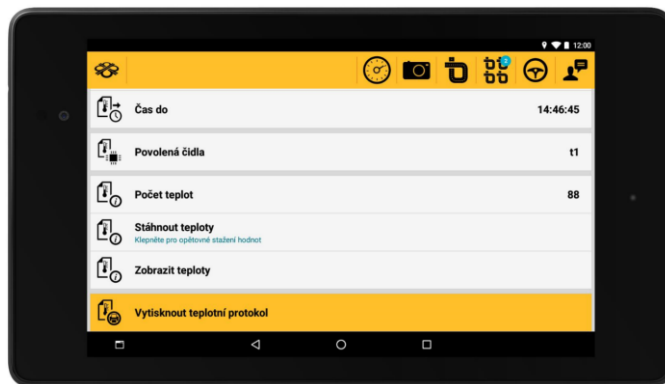 12:00
2
Čas do
14:46:45
Povolená čidla
t1
Počet teplot
88
Stáhnout teploty
Klepněte pro opětovné stažení hodnot
Zobrazit teploty
Vytisknout teplotní protokol